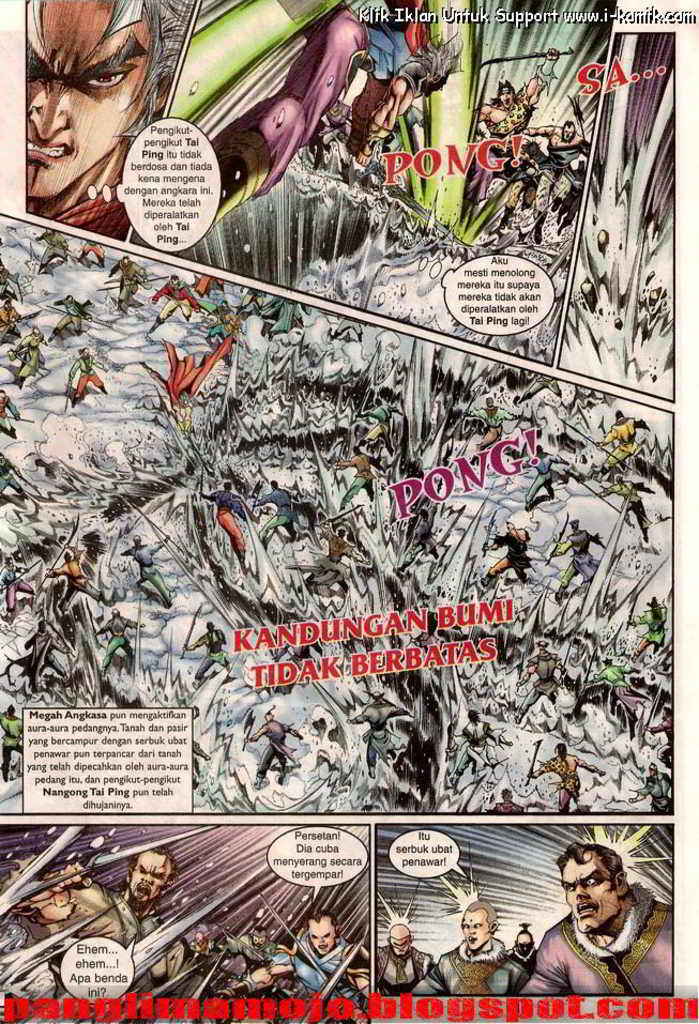 Klik Iklan Untuk Support www.i-komik.com
Pengikut-
pengikut Tai
Ping itu tidak
berdosa dan tiada
kena mengena
dengan angkara ini.
Mereka telah
diperalatkan
oleh Tai
Ping...
PONG!
SA...
Aku
mesti menolong
mereka itu supaya
mereka tidak akan
diperalatkan oleh
Tai Ping lagi!
PONG!
KANDUNGAN BUMI
TIDAK BERBATAS
Megah Angkasa pun mengaktifkan
aura-aura pedangnya. Tanah dan pasir
yang bercampur dengan serbuk ubat
penawar pun terpancar dari tanah
yang telah dipecahkan oleh aura-aura
pedang itu, dan pengikut-pengikut
Nangong Tai Ping pun telah
dihujaninya.
Persetan!
Dia cuba
menyerang secara
tergempar!
Ehem...
ehem...!
Apa benda
ini?
Itu
serbuk ubat
penawar!
panglimamojo.blogspot.com